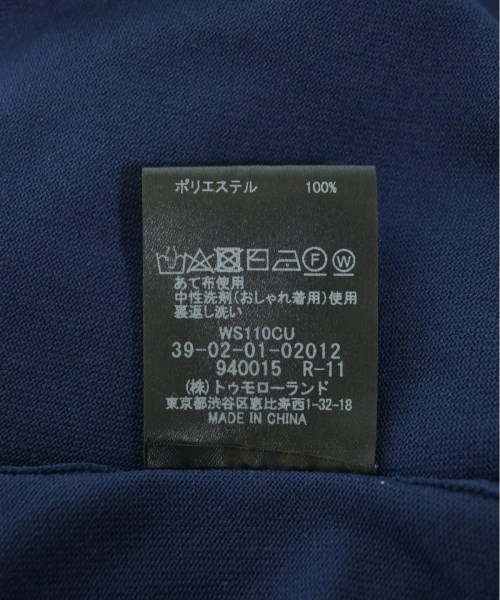 ポリエステル 100%
F W
あて布使用
中性洗剤(おしゃれ着用)使用
裏返し洗い
WS110CU
39-02-01-02012
940015 R-11
(株)トゥモローランド
東京都渋谷区恵比寿西1-32-18
MADE IN CHINA